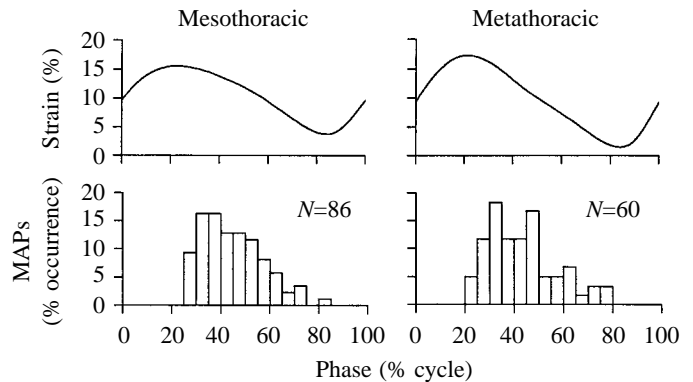 Mesothoracic
Metathoracic
Strain (%)
20
15
10
5
0
MAPs
(% occurrence)
20
15
10
5
0
N=86
N=60
0 20 40 60 80 100
0 20 40 60 80 100
Phase (% cycle)